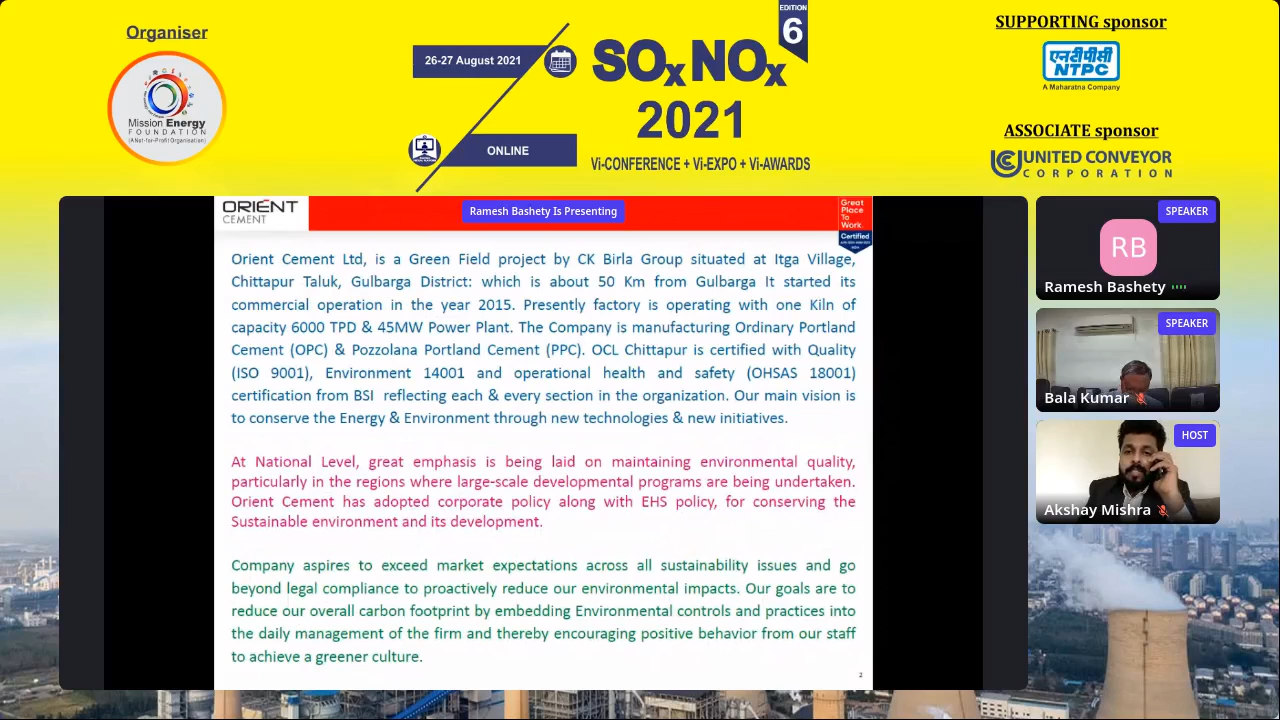 Organiser
Mission Energy
FOUNDATION
(A Not-for-Profit Organisation)
26-27 August 2021
ONLINE
EDITION
6
SOxNOx
2021
Vi-CONFERENCE + Vi-EXPO + Vi-AWARDS
SUPPORTING sponsor
एनटीपीसी
NTPC
A Maharatna Company
ASSOCIATE sponsor
UNITED CONVEYOR
CORPORATION
ORIENT
CEMENT
Ramesh Bashety Is Presenting
Great
Place
To
Work.
Certified
Orient Cement Ltd, is a Green Field project by CK Birla Group situated at Itga Village,
Chittapur Taluk, Gulbarga District: which is about 50 Km from Gulbarga It started its
commercial operation in the year 2015. Presently factory is operating with one Kiln of
capacity 6000 TPD & 45MW Power Plant. The Company is manufacturing Ordinary Portland
Cement (OPC) & Pozzolana Portland Cement (PPC). OCL Chittapur is certified with Quality
(ISO 9001), Environment 14001 and operational health and safety (OHSAS 18001)
certification from BSI reflecting each & every section in the organization. Our main vision is
to conserve the Energy & Environment through new technologies & new initiatives.
At National Level, great emphasis is being laid on maintaining environmental quality,
particularly in the regions where large-scale developmental programs are being undertaken.
Orient Cement has adopted corporate policy along with EHS policy, for conserving the
Sustainable environment and its development.
Company aspires to exceed market expectations across all sustainability issues and go
beyond legal compliance to proactively reduce our environmental impacts. Our goals are to
reduce our overall carbon footprint by embedding Environmental controls and practices into
the daily management of the firm and thereby encouraging positive behavior from our staff
to achieve a greener culture.
2
SPEAKER
RB
Ramesh Bashety
SPEAKER
Bala Kumar
HOST
Akshay Mishra